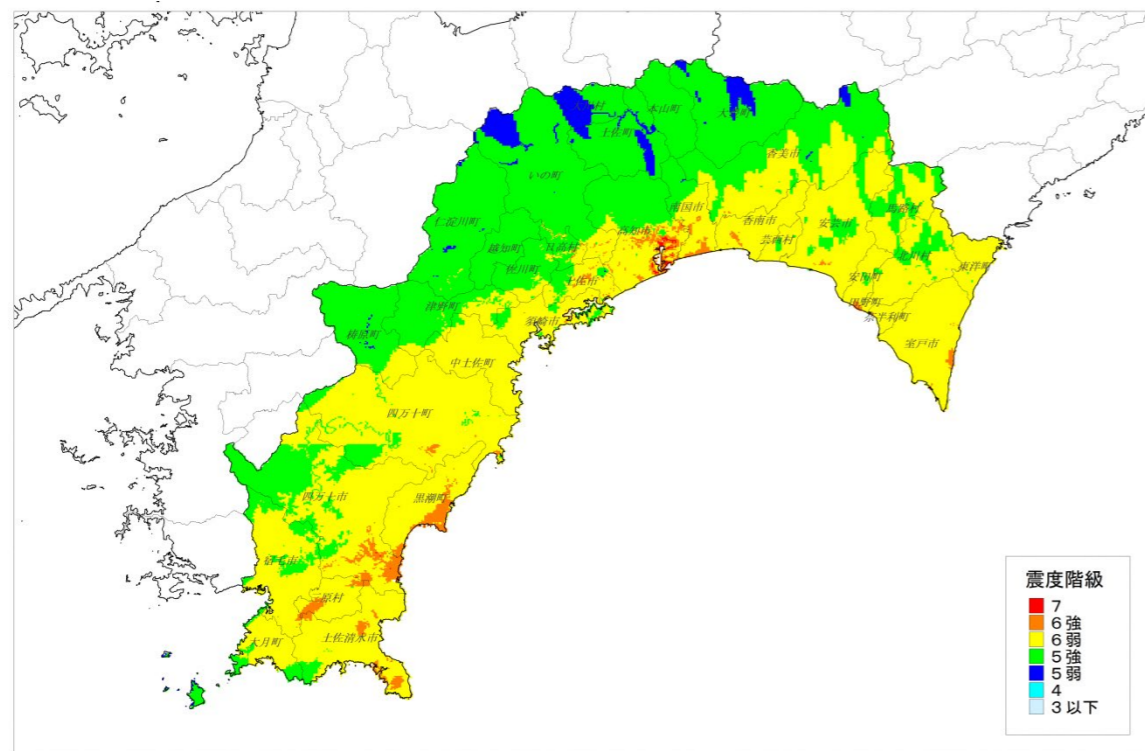 本山町
土佐町
いの町
香美市
南国市
仁淀川町
香南市
安芸市
馬路村
高知市
越知町
日高村
芸西村
北川村
佐川町
土佐市
東洋町
安田町
津野町
田野町
奈半利町
須崎市
梼原町
室戸市
中土佐町
四万十町
四万十市
黒潮町
宿毛市
原村
大月町
土佐清水市
震度階級
7
6強
6弱
5強
5弱
4
3以下